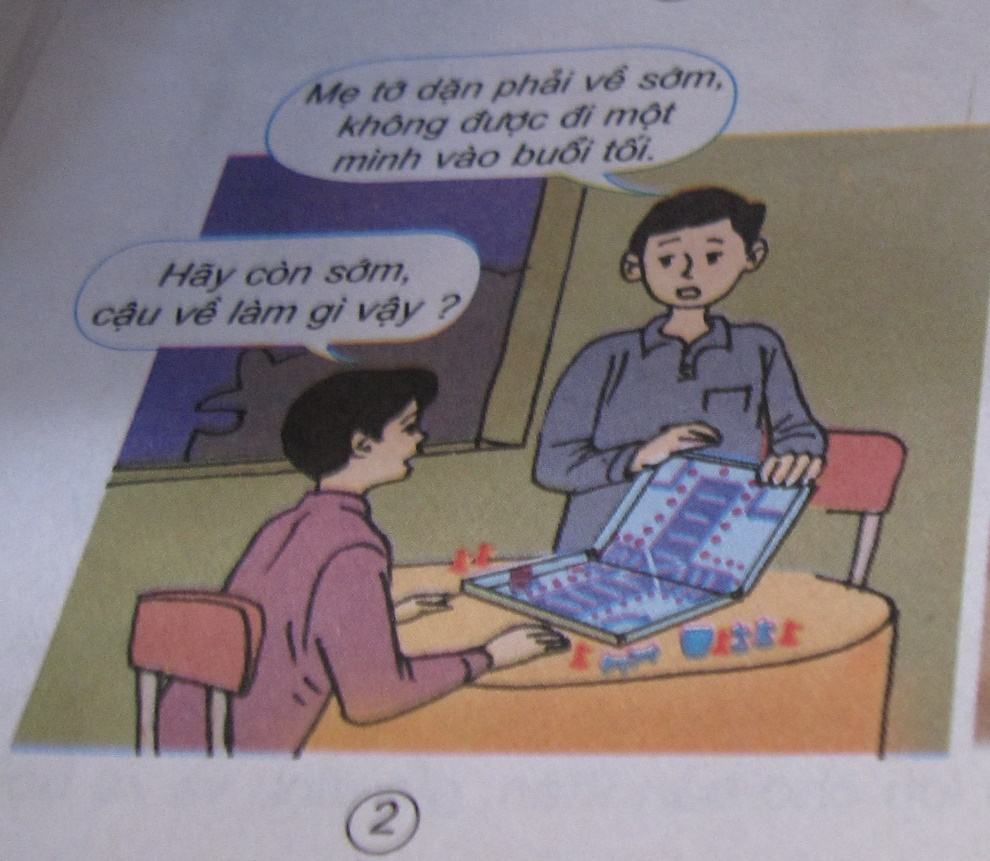 Mẹ tớ dặn phải về sớm,
không được đi một
mình vào buổi tối.
Hãy còn sớm,
cậu về làm gì vậy ?
2